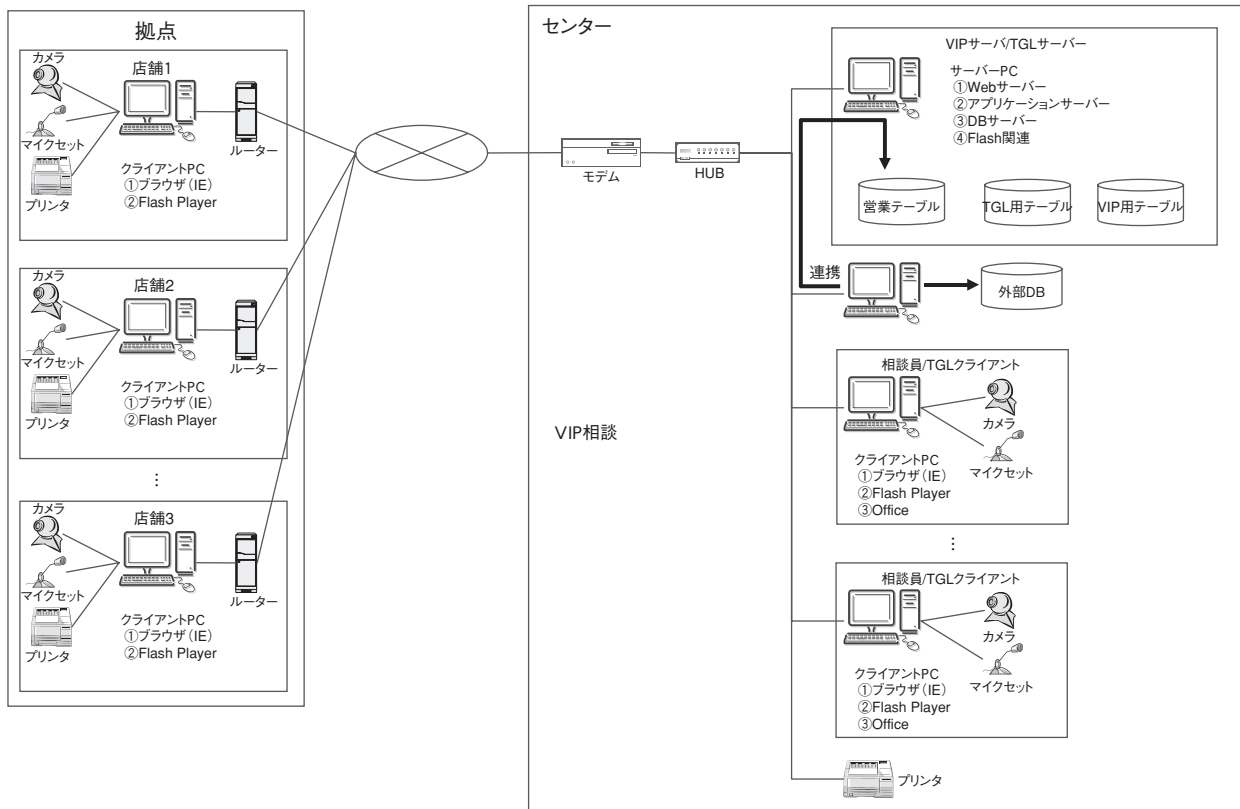 拠点
カメラ
店舗1
マイクセット
プリンタ
クライアントPC
①ブラウザ(IE)
②Flash Player
ルーター
カメラ
店舗2
マイクセット
プリンタ
クライアントPC
①ブラウザ(IE)
②Flash Player
ルーター
⋮
カメラ
店舗3
マイクセット
プリンタ
クライアントPC
①ブラウザ(IE)
②Flash Player
ルーター
センター
モデム
HUB
VIPサーバ/TGLサーバー
サーバーPC
①Webサーバー
②アプリケーションサーバー
③DBサーバー
④Flash関連
営業テーブル
TGL用テーブル
VIP用テーブル
連携
外部DB
VIP相談
相談員/TGLクライアント
カメラ
マイクセット
クライアントPC
①ブラウザ(IE)
②Flash Player
③Office
⋮
相談員/TGLクライアント
カメラ
マイクセット
クライアントPC
①ブラウザ(IE)
②Flash Player
③Office
プリンタ